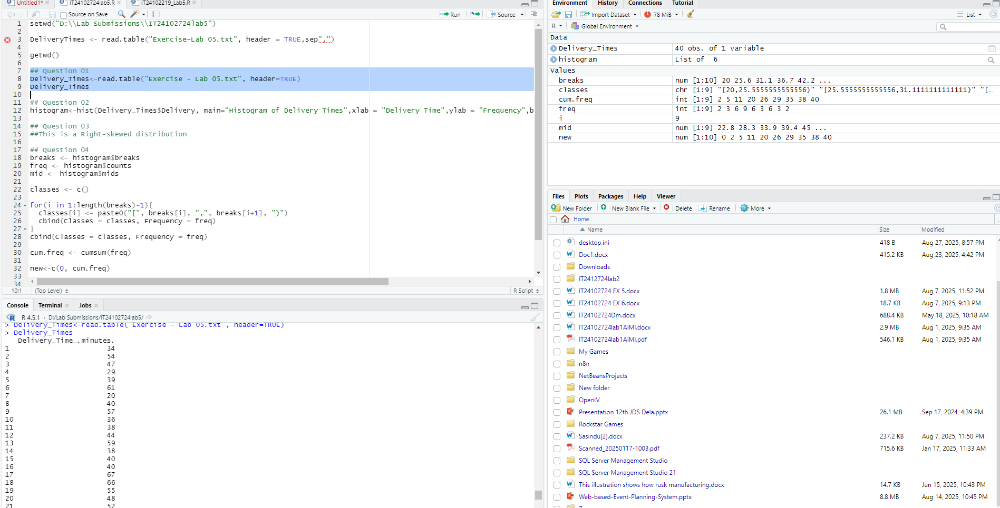 Untitled1*
IT24102724lab5.R
IT24102219_Lab5.R
Source on Save
Run
Source
1 setwd("D:\\Lab Submissions\\IT24102724lab5")
2
3 DeliveryTimes <- read.table("Exercise-Lab 05.txt", header = TRUE,sep",")
4
5 getwd()
6
7 ## Question 01
8 Delivery_Times<-read.table("Exercise - Lab 05.txt", header=TRUE)
9 Delivery_Times
10
11 ## Question 02
12 histogram<-hist(Delivery_Times$Delivery, main="Histogram of Delivery Times",xlab = "Delivery Time",ylab = "Frequency",b
13
14 ## Question 03
15 ##This is a Right-skewed distribution
16
17 ## Question 04
18 breaks <- histogram$breaks
19 freq <- histogram$counts
20 mid <- histogram$mids
21
22 classes <- c()
23
24 for(i in 1:length(breaks)-1){
25 classes[i] <- paste0("[", breaks[i], ",", breaks[i+1], ")")
26 cbind(Classes = classes, Frequency = freq)
27 }
28 cbind(Classes = classes, Frequency = freq)
29
30 cum.freq <- cumsum(freq)
31
32 new<-c(0, cum.freq)
33
34
10:1 (Top Level) R Script
Console Terminal Jobs
R 4.5.1 · D:/Lab Submissions/IT24102724lab5/
> Delivery_Times<-read.table("Exercise - Lab 05.txt", header=TRUE)
> Delivery_Times
Delivery_Time_.minutes.
1 34
2 54
3 47
4 29
5 39
6 61
7 20
8 40
9 57
10 36
11 38
12 44
13 59
14 38
15 40
16 40
17 67
18 66
19 55
20 48
21 52
Environment History Connections Tutorial
Import Dataset 78 MiB List
R Global Environment
Data
Delivery_Times 40 obs. of 1 variable
histogram List of 6
Values
breaks num [1:10] 20 25.6 31.1 36.7 42.2 ...
classes chr [1:9] "[20,25.5555555555556)" "[25.5555555555556,31.1111111111111)" "[…
cum.freq int [1:9] 2 5 11 20 26 29 35 38 40
freq int [1:9] 2 3 6 9 6 3 6 3 2
i 9
mid num [1:9] 22.8 28.3 33.9 39.4 45 ...
new num [1:10] 0 2 5 11 20 26 29 35 38 40
Files Plots Packages Help Viewer
New Folder New Blank File Delete Rename More
Home
Name Size Modified
desktop.ini 418 B Aug 27, 2025, 8:57 PM
Doc1.docx 415.2 KB Aug 23, 2025, 4:42 PM
Downloads
IT2412724lab2
IT24102724 EX 5.docx 1.8 MB Aug 7, 2025, 11:52 PM
IT24102724 EX 6.docx 18.7 KB Aug 7, 2025, 9:13 PM
IT24102724Dm.docx 688.4 KB May 18, 2025, 10:18 AM
IT24102724lab1AIMl.docx 2.9 MB Aug 1, 2025, 9:35 AM
IT24102724lab1AIMl.pdf 546.1 KB Aug 1, 2025, 9:35 AM
My Games
n8n
NetBeansProjects
New folder
OpenIV
Presentation 12th JDS Dela.pptx 26.1 MB Sep 17, 2024, 4:39 PM
Rockstar Games
Sasindu[2].docx 237.2 KB Aug 7, 2025, 11:50 PM
Scanned_20250117-1003.pdf 715.6 KB Jan 17, 2025, 11:33 AM
SQL Server Management Studio
SQL Server Management Studio 21
This illustration shows how rusk manufacturing.docx 14.7 KB Jun 15, 2025, 10:43 PM
Web-based-Event-Planning-System.pptx 8.8 MB Aug 14, 2025, 10:45 PM